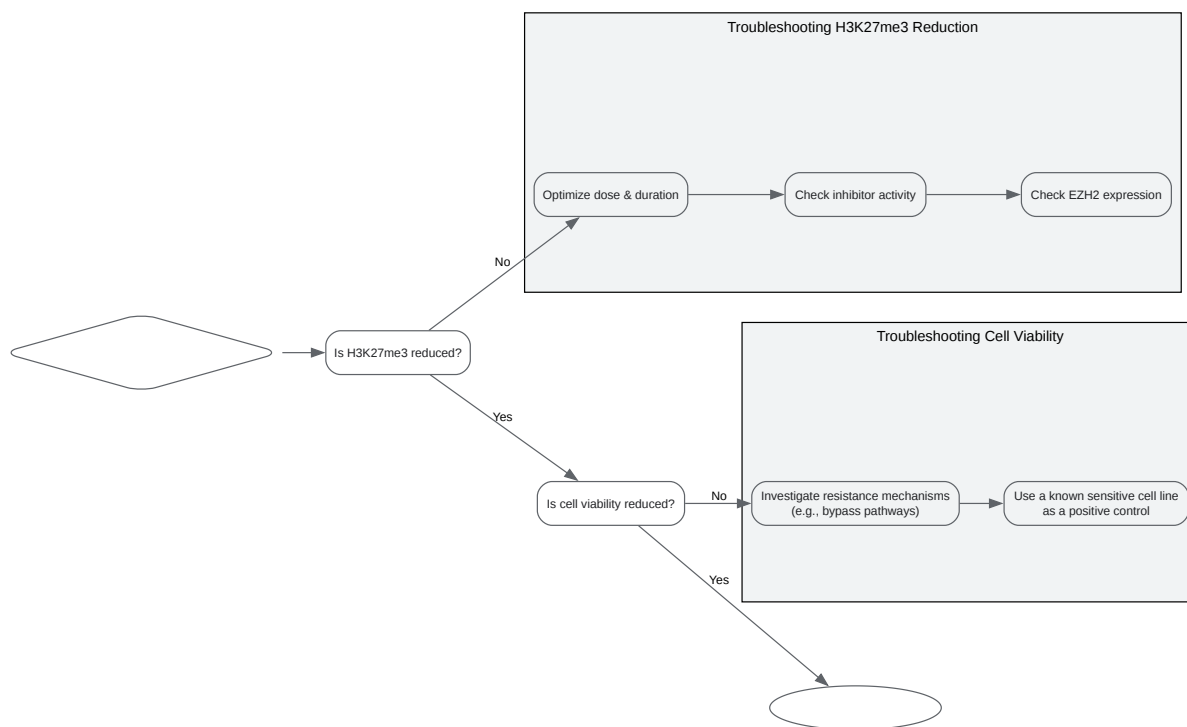 Troubleshooting H3K27me3 Reduction
Optimize dose & duration
Check inhibitor activity
Check EZH2 expression
No
Is H3K27me3 reduced?
Yes
Troubleshooting Cell Viability
Is cell viability reduced?
No
Investigate resistance mechanisms
(e.g., bypass pathways)
Use a known sensitive cell line
as a positive control
Yes